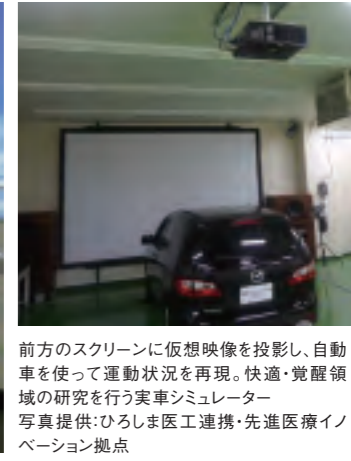 前方のスクリーンに仮想映像を投影し、自動
車を使って運動状況を再現。快適・覚醒領
域の研究を行う実車シミュレーター
写真提供:ひろしま医工連携・先進医療イノ
ベーション拠点